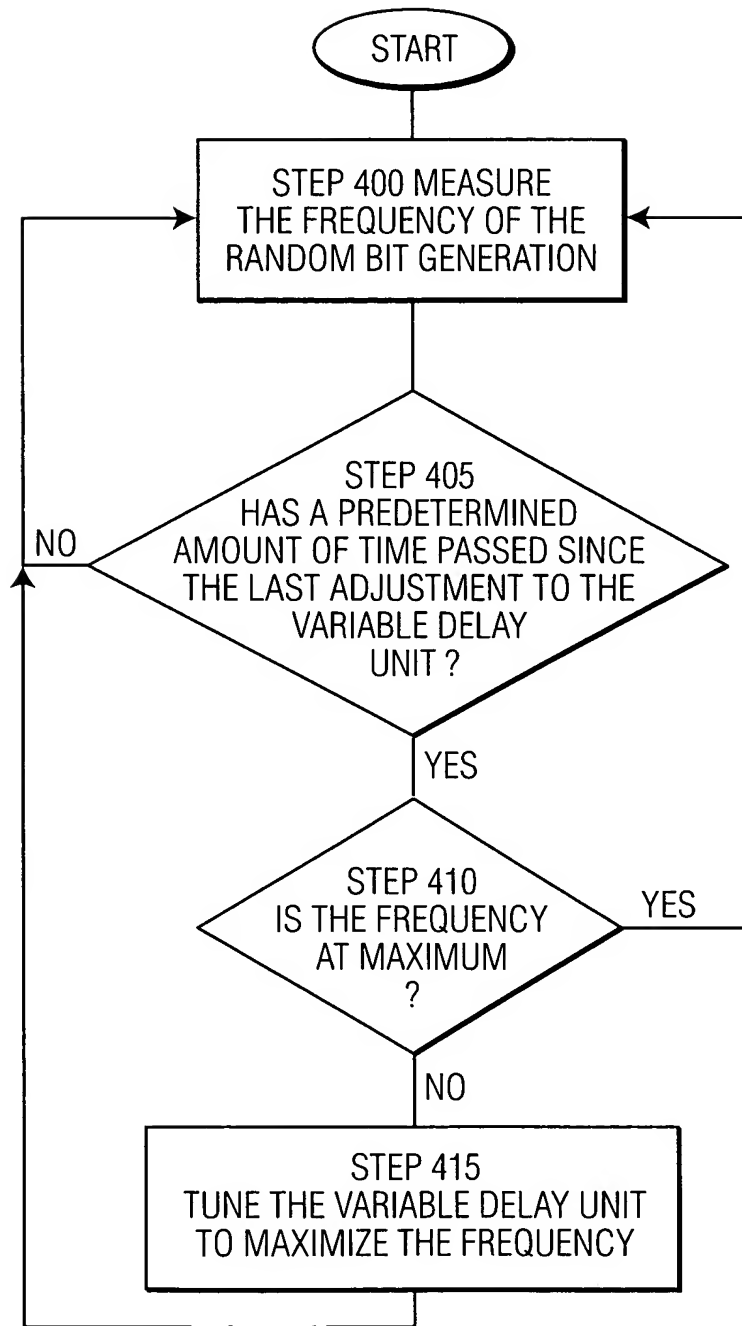 START
STEP 400 MEASURE
THE FREQUENCY OF THE
RANDOM BIT GENERATION
STEP 405
HAS A PREDETERMINED
AMOUNT OF TIME PASSED SINCE
THE LAST ADJUSTMENT TO THE
VARIABLE DELAY
UNIT ?
NO
YES
STEP 410
IS THE FREQUENCY
AT MAXIMUM
?
YES
NO
STEP 415
TUNE THE VARIABLE DELAY UNIT
TO MAXIMIZE THE FREQUENCY